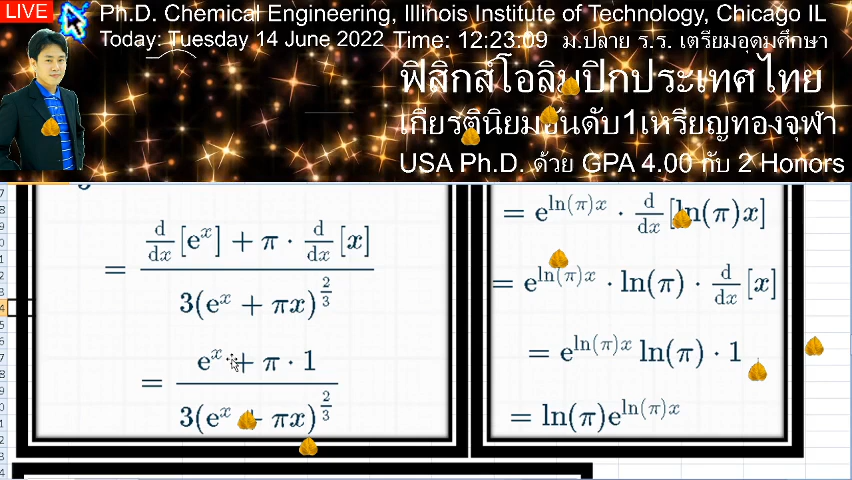 LIVE
Ph.D. Chemical Engineering, Illinois Institute of Technology, Chicago IL
Today: Tuesday 14 June 2022 Time: 12:23:09 ม.ปลาย ร.ร. เตรียมอุดมศึกษา
ฟิสิกส์โอลิมปิกประเทศไทย
เกียรตินิยมอันดับ1เหรียญทองจุฬา
USA Ph.D. ด้วย GPA 4.00 กับ 2 Honors
= (d/dx[eˣ] + π · d/dx[x]) / 3(eˣ + πx)^(2/3)
= (eˣ + π · 1) / 3(eˣ + πx)^(2/3)
= e^(ln(π)x) · d/dx[ln(π)x]
= e^(ln(π)x) · ln(π) · d/dx[x]
= e^(ln(π)x) ln(π) · 1
= ln(π)e^(ln(π)x)